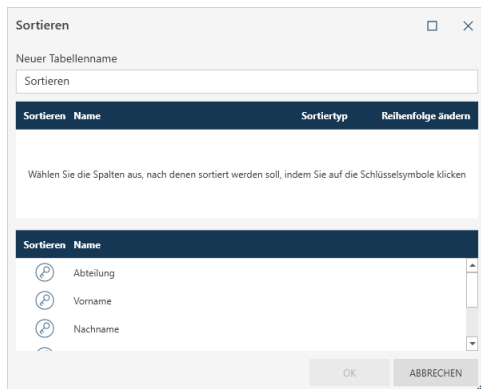 Sortieren
Neuer Tabellenname
Sortieren
Sortieren Name Sortiertyp Reihenfolge ändern
Wählen Sie die Spalten aus, nach denen sortiert werden soll, indem Sie auf die Schlüsselsymbole klicken
Sortieren Name
Abteilung
Vorname
Nachname
OK ABBRECHEN